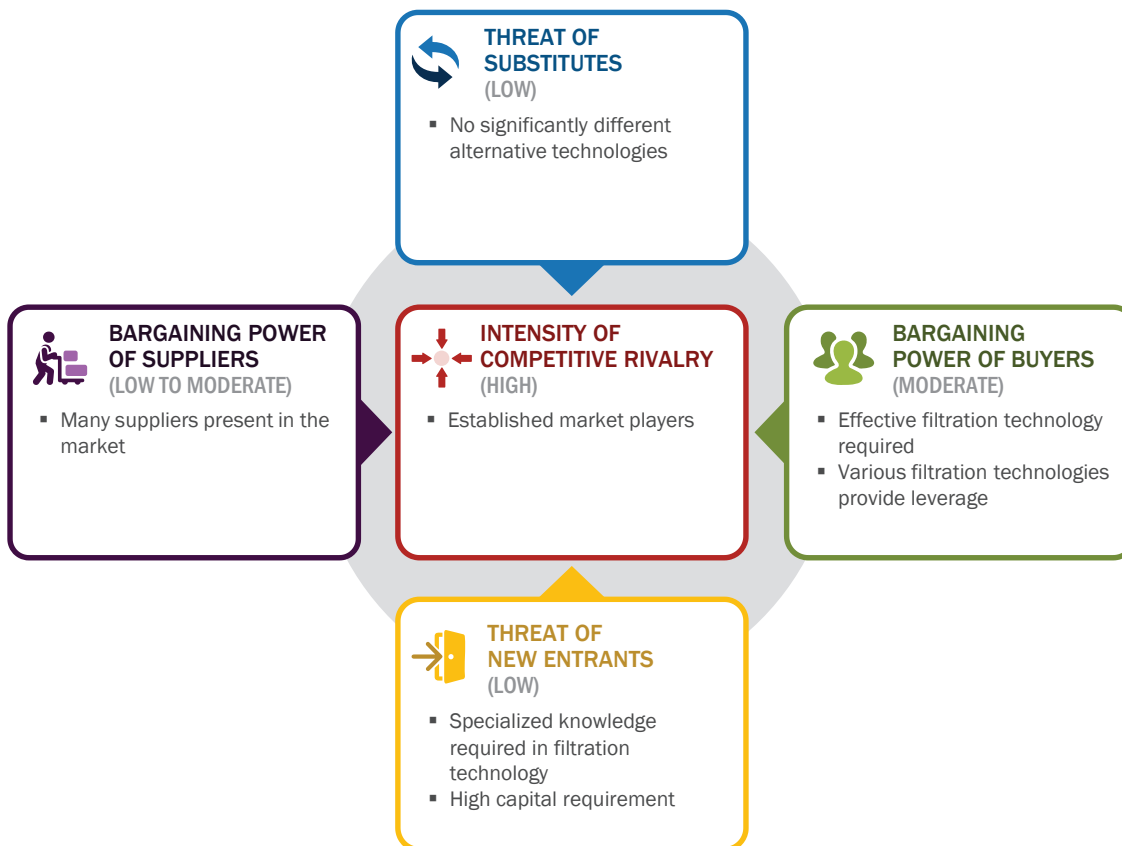 THREAT OF
SUBSTITUTES
(LOW)
▪ No significantly different
alternative technologies
BARGAINING POWER
OF SUPPLIERS
(LOW TO MODERATE)
▪ Many suppliers present in the
market
INTENSITY OF
COMPETITIVE RIVALRY
(HIGH)
▪ Established market players
BARGAINING
POWER OF BUYERS
(MODERATE)
▪ Effective filtration technology
required
▪ Various filtration technologies
provide leverage
THREAT OF
NEW ENTRANTS
(LOW)
▪ Specialized knowledge
required in filtration
technology
▪ High capital requirement